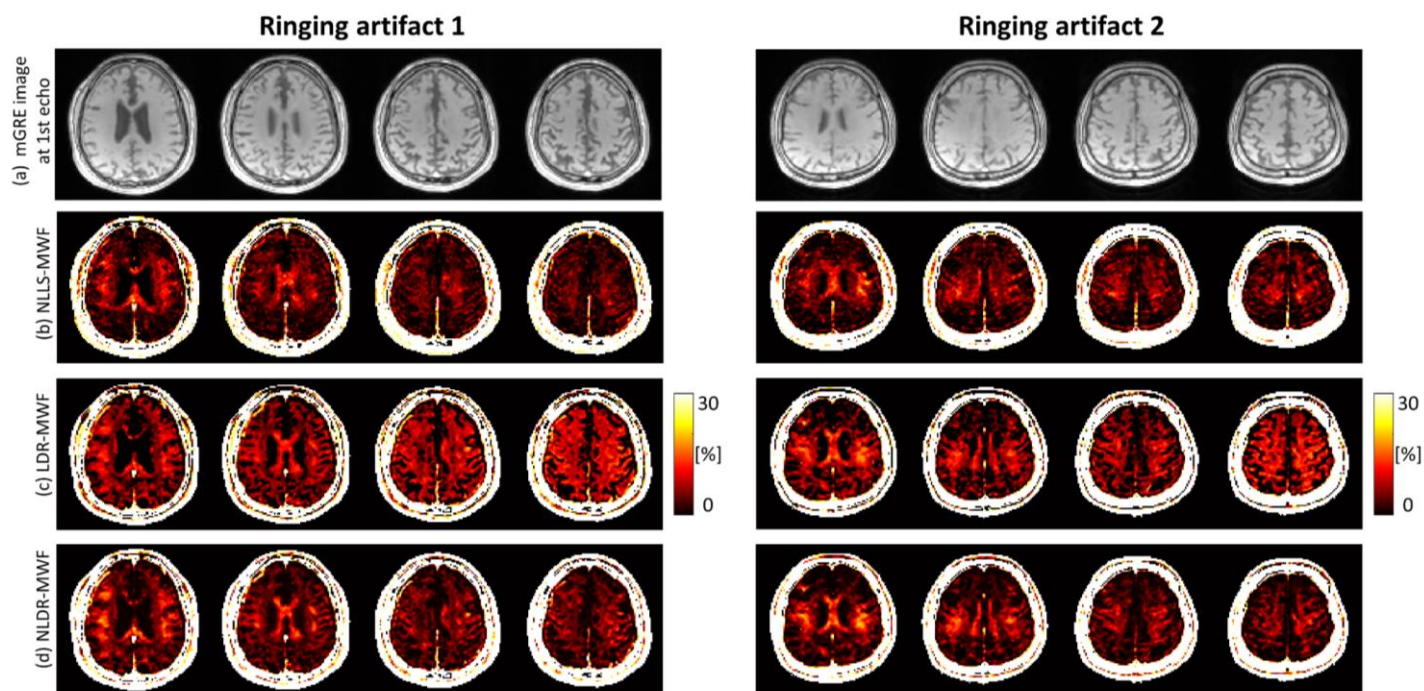 Ringing artifact 1
Ringing artifact 2
(a) mGRE image
at 1st echo
(b) NLLS-MWF
(c) LDR-MWF
30
[%]
0
30
[%]
0
(d) NLDR-MWF